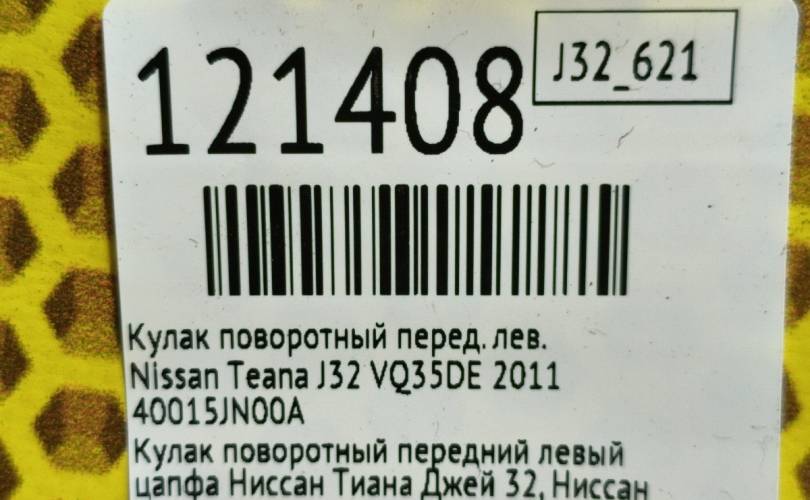 121408
J32_621
Кулак поворотный перед. лев.
Nissan Teana J32 VQ35DE 2011
40015JN00A
Кулак поворотный передний левый
цапфа Ниссан Тиана Джей 32, Ниссан